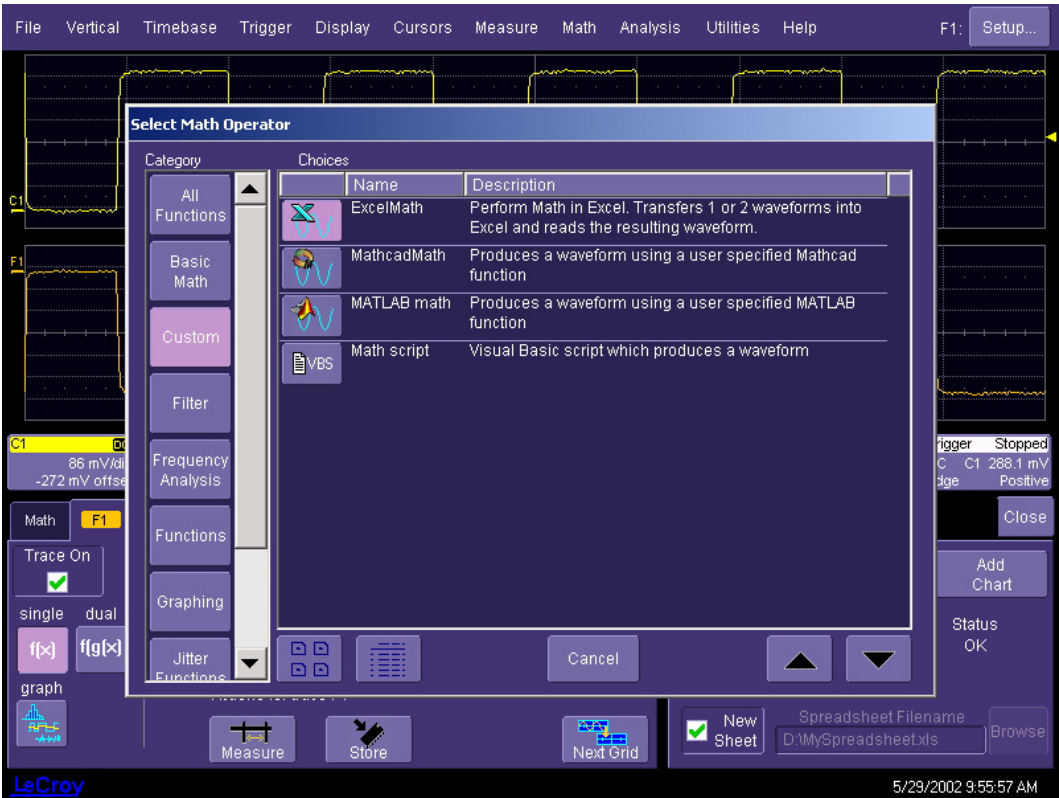 File Vertical Timebase Trigger Display Cursors Measure Math Analysis Utilities Help F1: Setup...
C1
F1
Select Math Operator
Category
Choices
All
Functions
Basic
Math
Custom
Filter
Frequency
Analysis
Functions
Graphing
Jitter
Functions
Name Description
ExcelMath Perform Math in Excel. Transfers 1 or 2 waveforms into
Excel and reads the resulting waveform.
MathcadMath Produces a waveform using a user specified Mathcad
function
MATLAB math Produces a waveform using a user specified MATLAB
function
VBS Math script Visual Basic script which produces a waveform
Cancel
C1
86 mV/di
-272 mV offse
rigger Stopped
C C1 288.1 mV
dge Positive
Math F1 Close
Trace On
single dual
f(x) f(g(x)
graph
Measure
Store
Next Grid
Add
Chart
Status
OK
New
Sheet
Spreadsheet Filename
D:\MySpreadsheet.xls
Browse
LeCroy
5/29/2002 9:55:57 AM